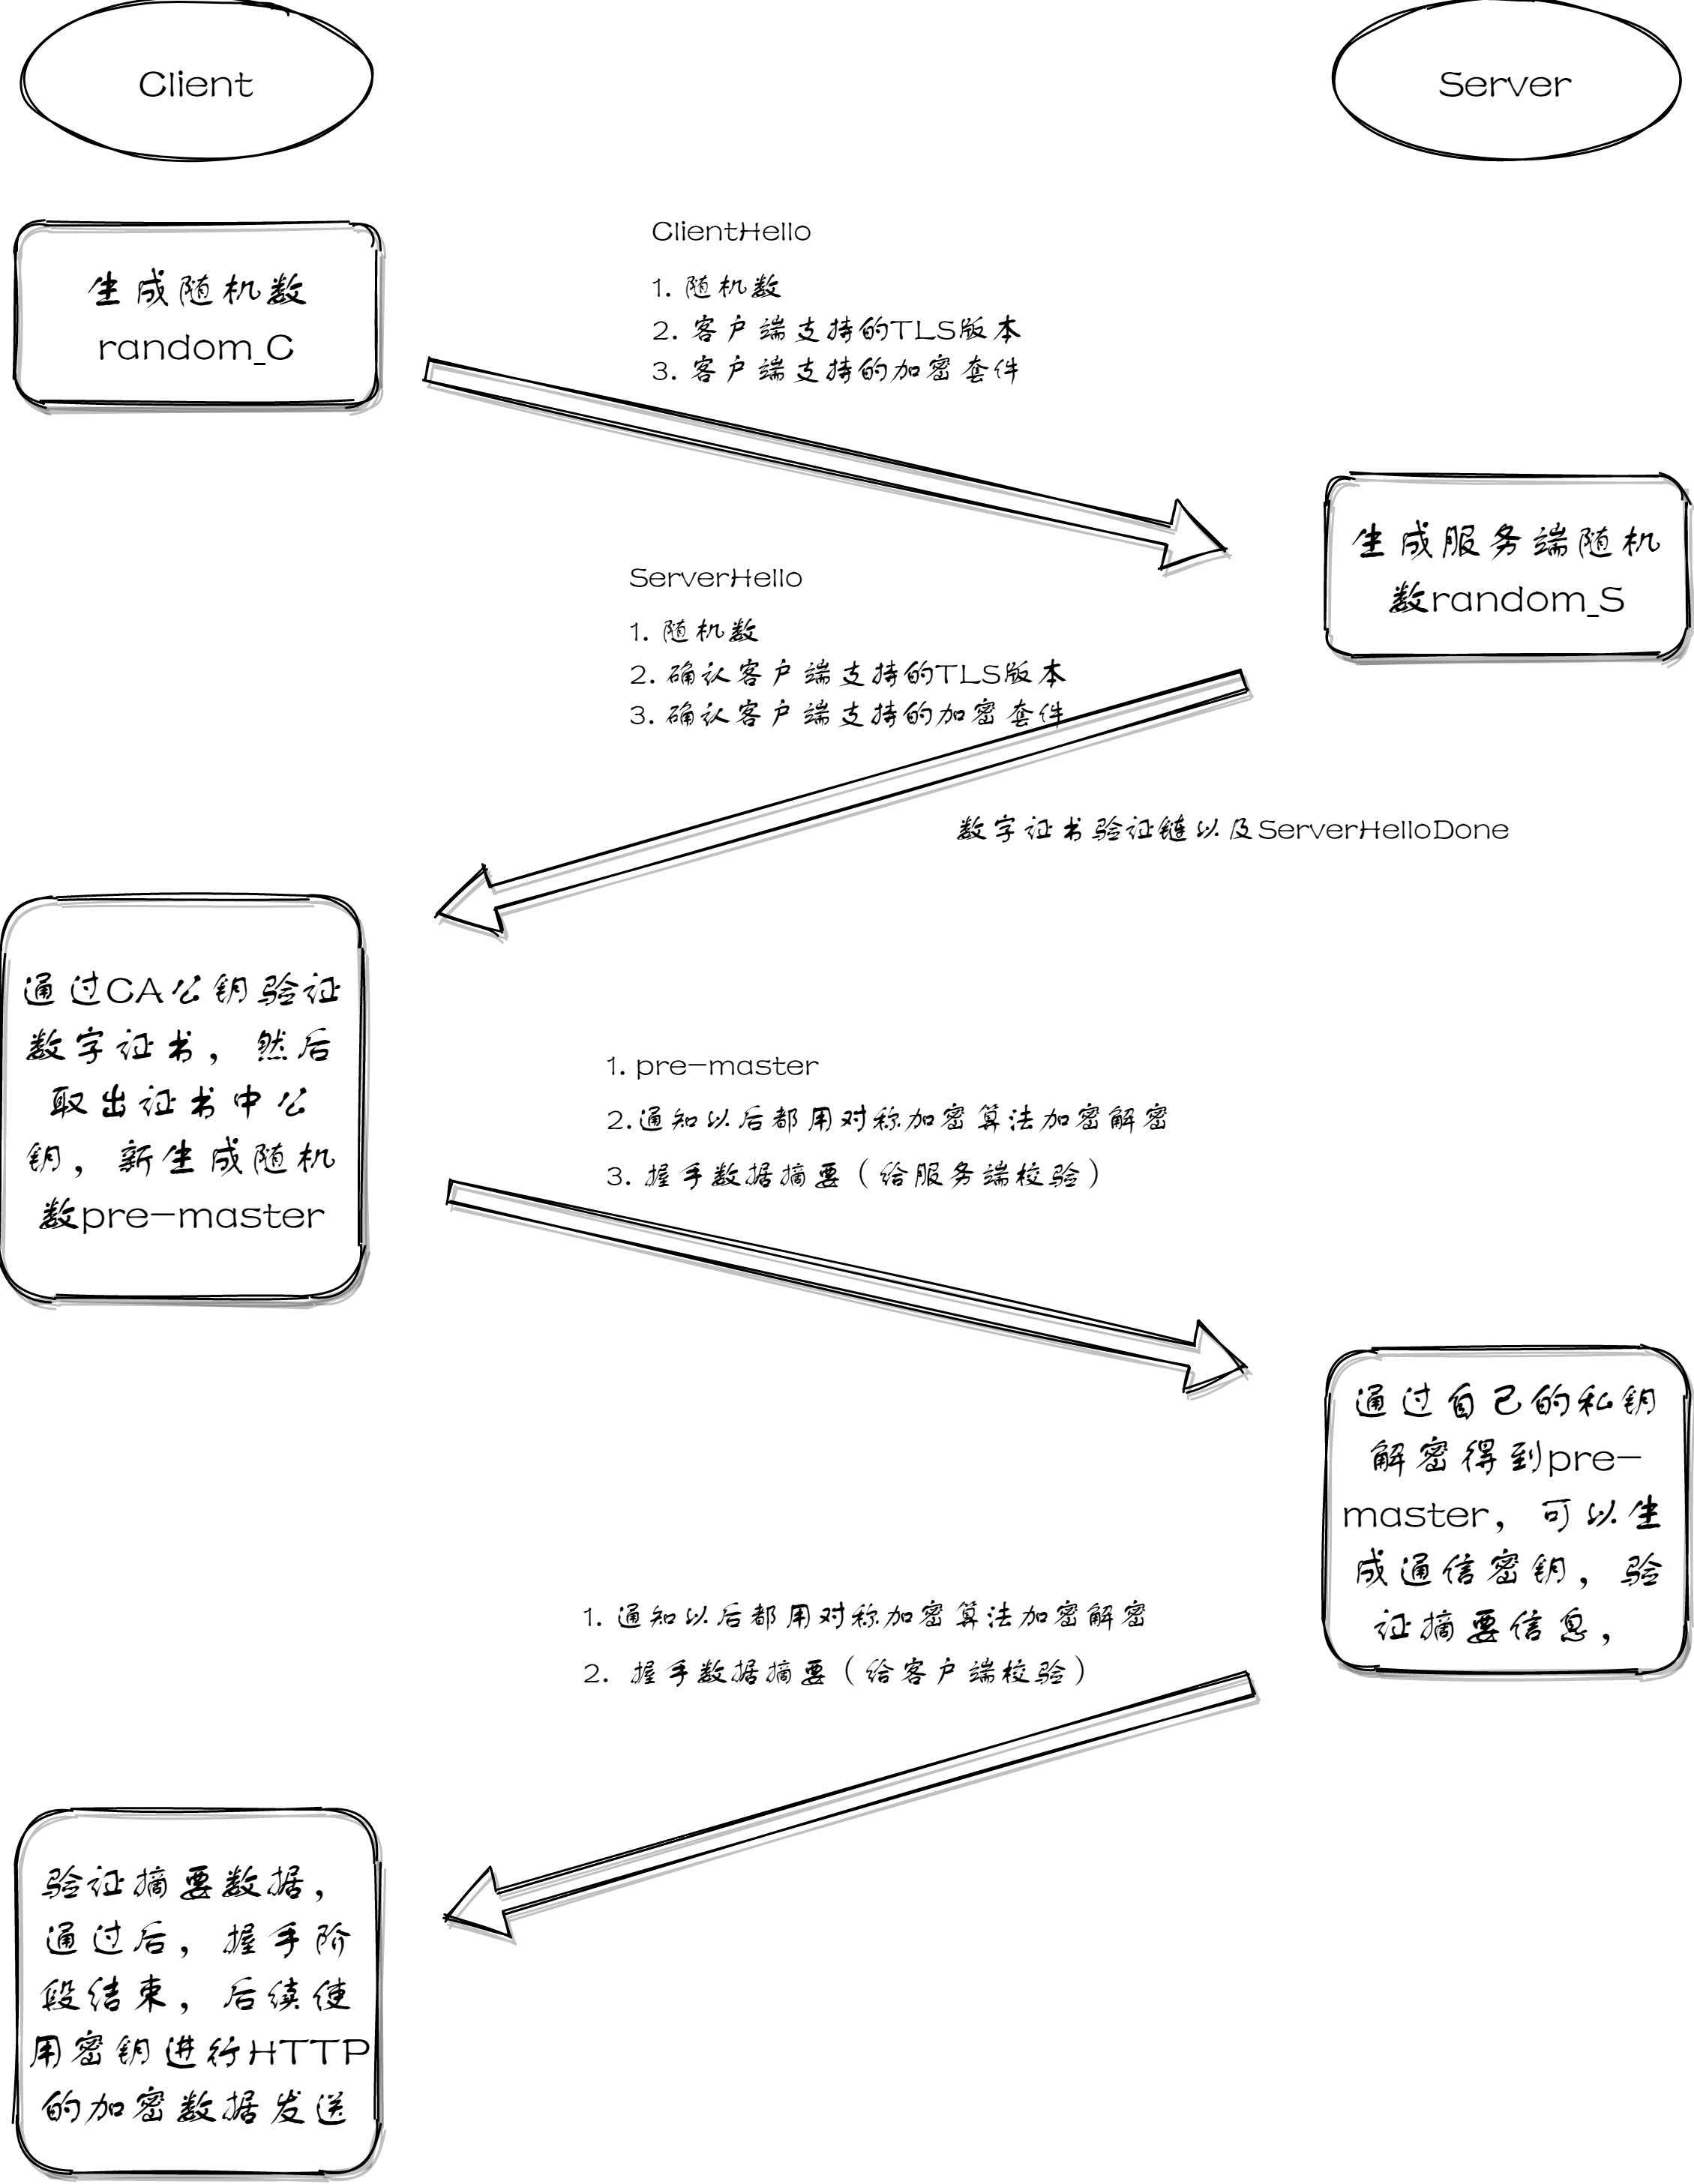 Client
Server
生成随机数
random_C
ClientHello
1. 随机数
2. 客户端支持的TLS版本
3. 客户端支持的加密套件
生成服务端随机
数random_S
ServerHello
1. 随机数
2. 确认客户端支持的TLS版本
3. 确认客户端支持的加密套件
数字证书验证链以及ServerHelloDone
通过CA公钥验证
数字证书，然后
取出证书中公
钥，新生成随机
数pre-master
1. pre-master
2.通知以后都用对称加密算法加密解密
3. 握手数据摘要（给服务端校验）
通过自己的私钥
解密得到pre-
master，可以生
成通信密钥，验
证摘要信息，
1. 通知以后都用对称加密算法加密解密
2. 握手数据摘要（给客户端校验）
验证摘要数据，
通过后，握手阶
段结束，后续使
用密钥进行HTTP
的加密数据发送